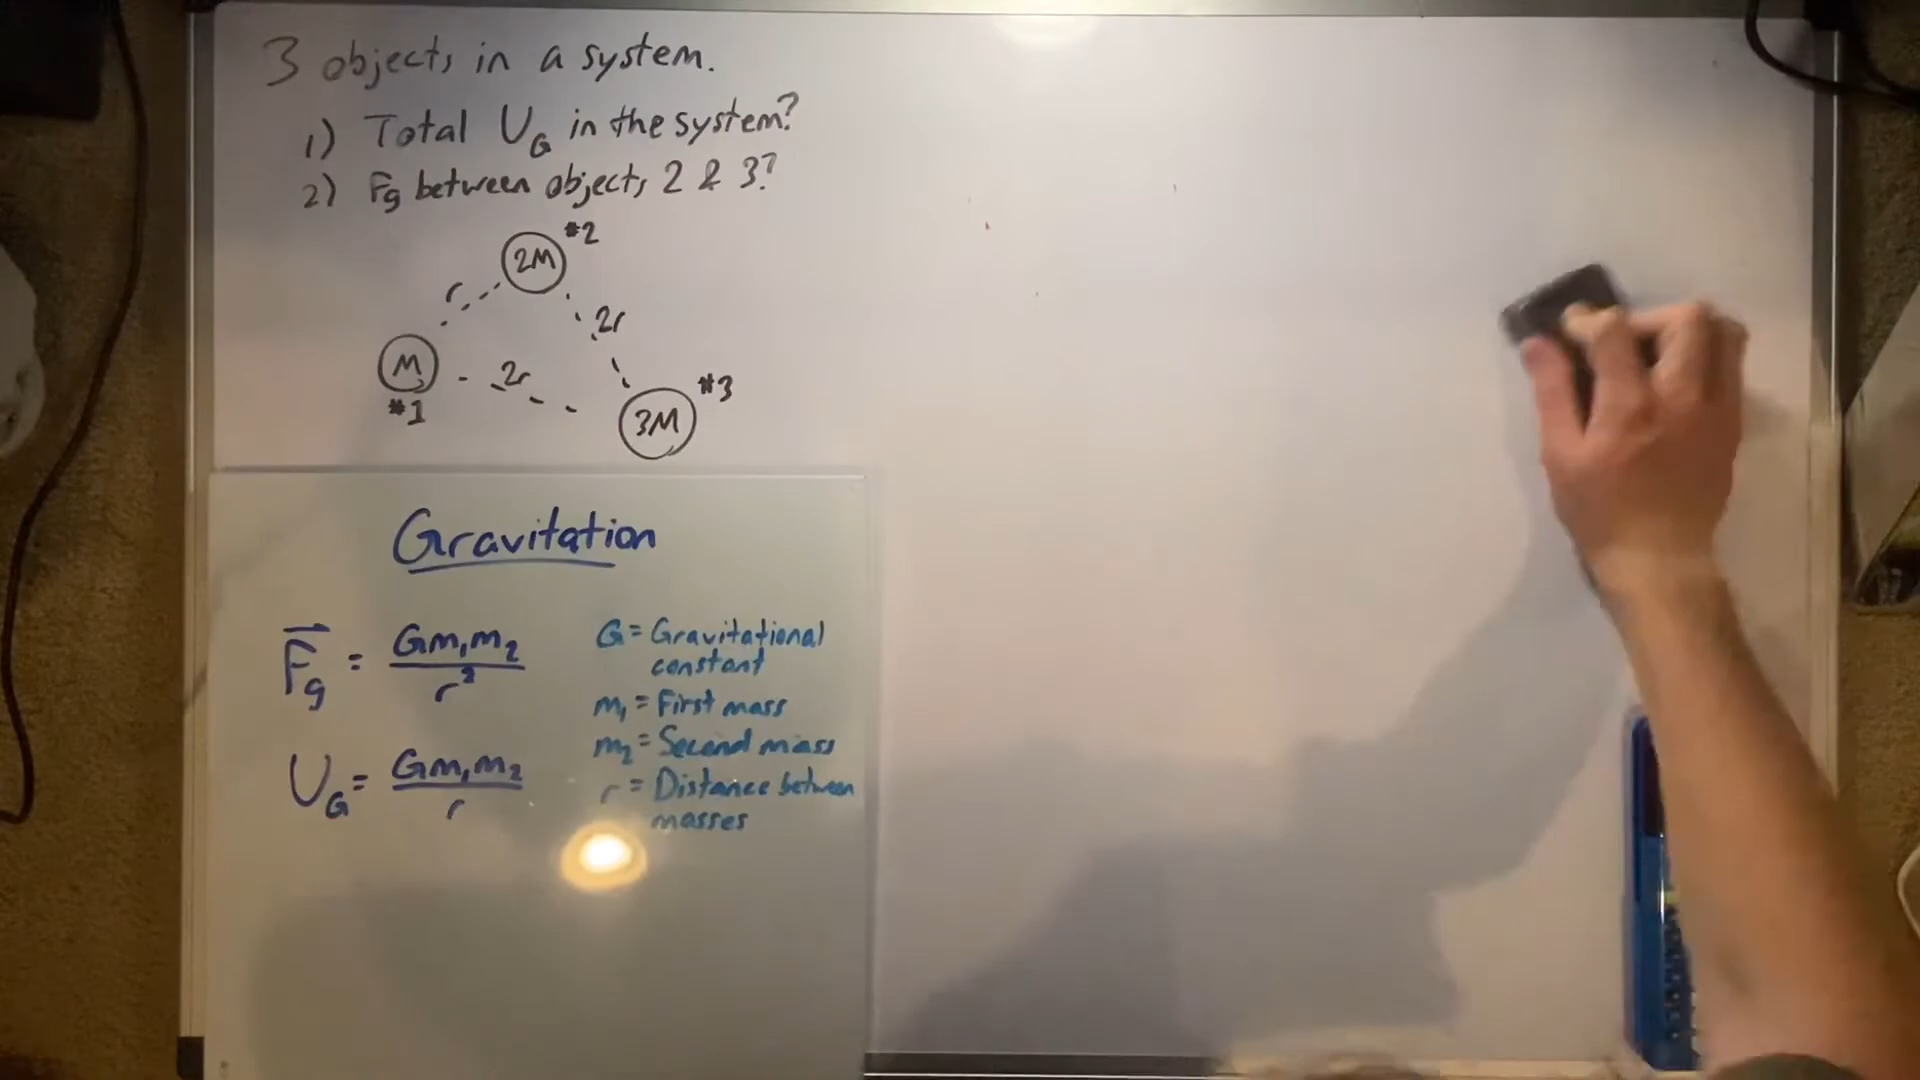 3 objects in a system.
1) Total U_G in the system?
2) Fg between objects 2 & 3?
#2
2M
r
2r
M
2r
#3
#1
3M
Gravitation
F⃗g = Gm₁m₂/r²
G = Gravitational
constant
m₁ = First mass
m₂ = Second mass
U_G = Gm₁m₂/r
r = Distance between
masses